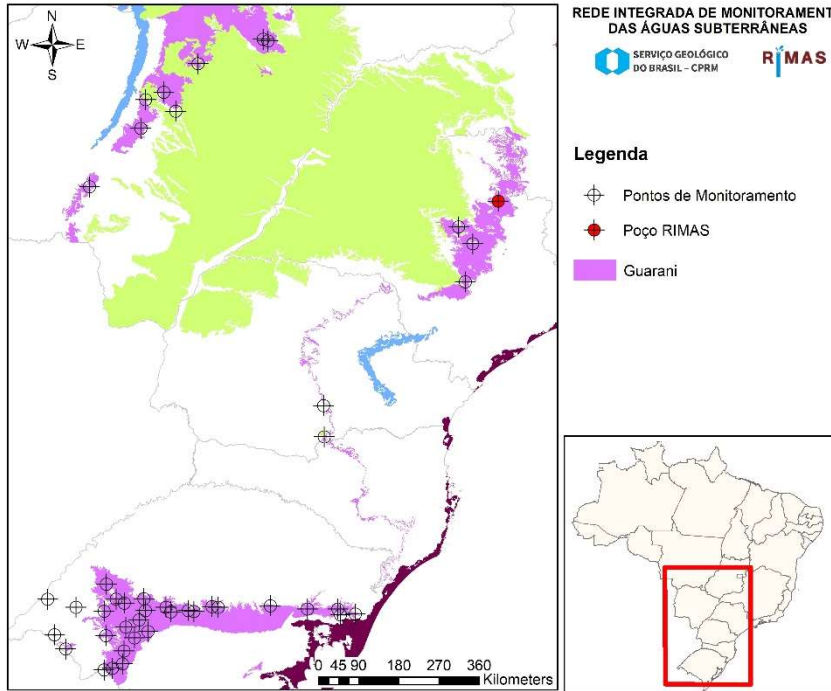 REDE INTEGRADA DE MONITORAMENT
DAS ÁGUAS SUBTERRÂNEAS
SERVIÇO GEOLÓGICO
DO BRASIL – CPRM
RIMAS
Legenda
Pontos de Monitoramento
Poço RIMAS
Guarani
N
W E
S
0 45 90 180 270 360
Kilometers